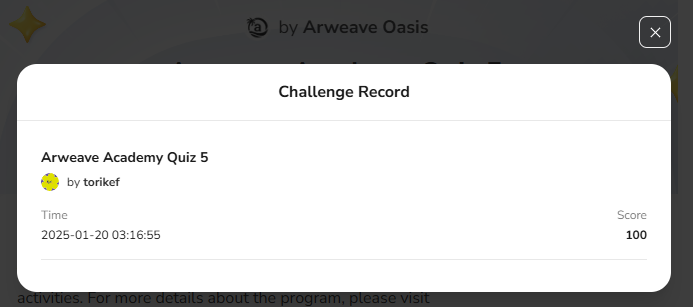 by Arweave Oasis
Challenge Record
Arweave Academy Quiz 5
by torikef
Time
Score
2025-01-20 03:16:55
100
activities. For more details about the program, please visit